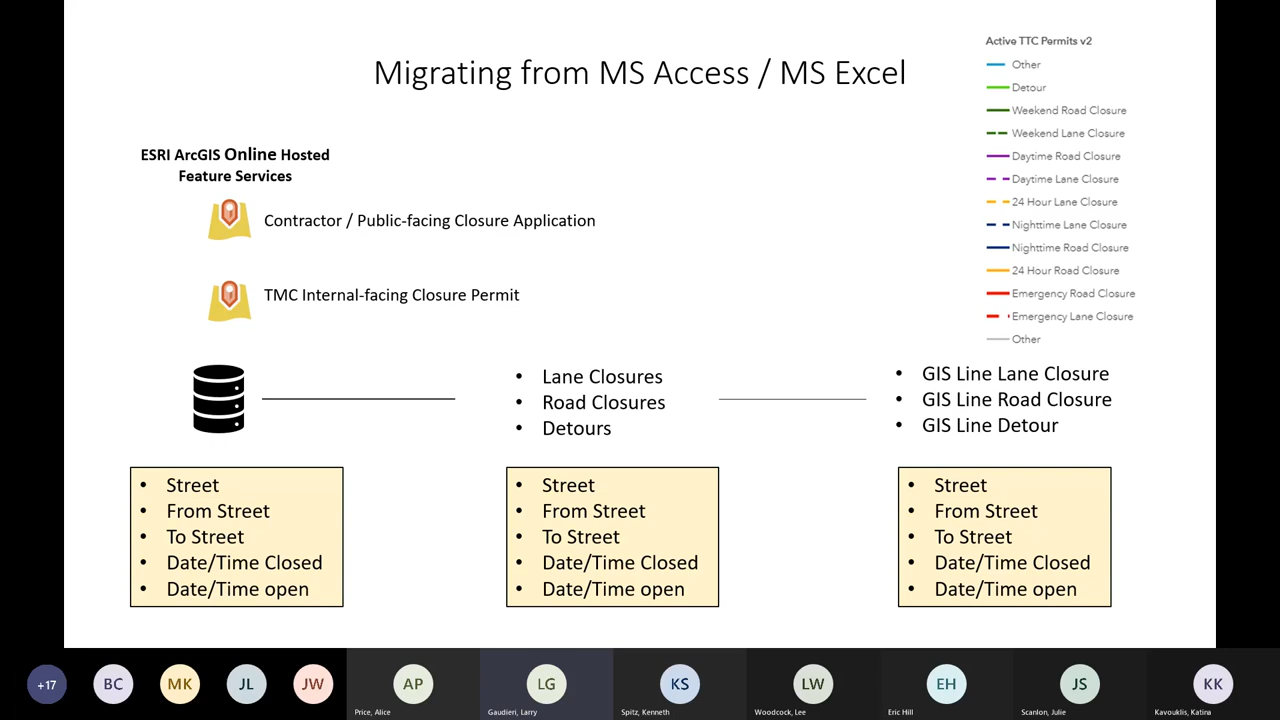 Migrating from MS Access / MS Excel
Active TTC Permits v2
Other
Detour
Weekend Road Closure
Weekend Lane Closure
Daytime Road Closure
Daytime Lane Closure
24 Hour Lane Closure
Nighttime Lane Closure
Nighttime Road Closure
24 Hour Road Closure
Emergency Road Closure
Emergency Lane Closure
Other
ESRI ArcGIS Online Hosted
Feature Services
Contractor / Public-facing Closure Application
TMC Internal-facing Closure Permit
• Lane Closures
• Road Closures
• Detours
• GIS Line Lane Closure
• GIS Line Road Closure
• GIS Line Detour
• Street
• From Street
• To Street
• Date/Time Closed
• Date/Time open
• Street
• From Street
• To Street
• Date/Time Closed
• Date/Time open
• Street
• From Street
• To Street
• Date/Time Closed
• Date/Time open
+17
BC
MK
JL
JW
AP
Price, Alice
LG
Gaudieri, Larry
KS
Spitz, Kenneth
LW
Woodcock, Lee
EH
Eric Hill
JS
Scanlon, Julie
KK
Kavouklis, Katina